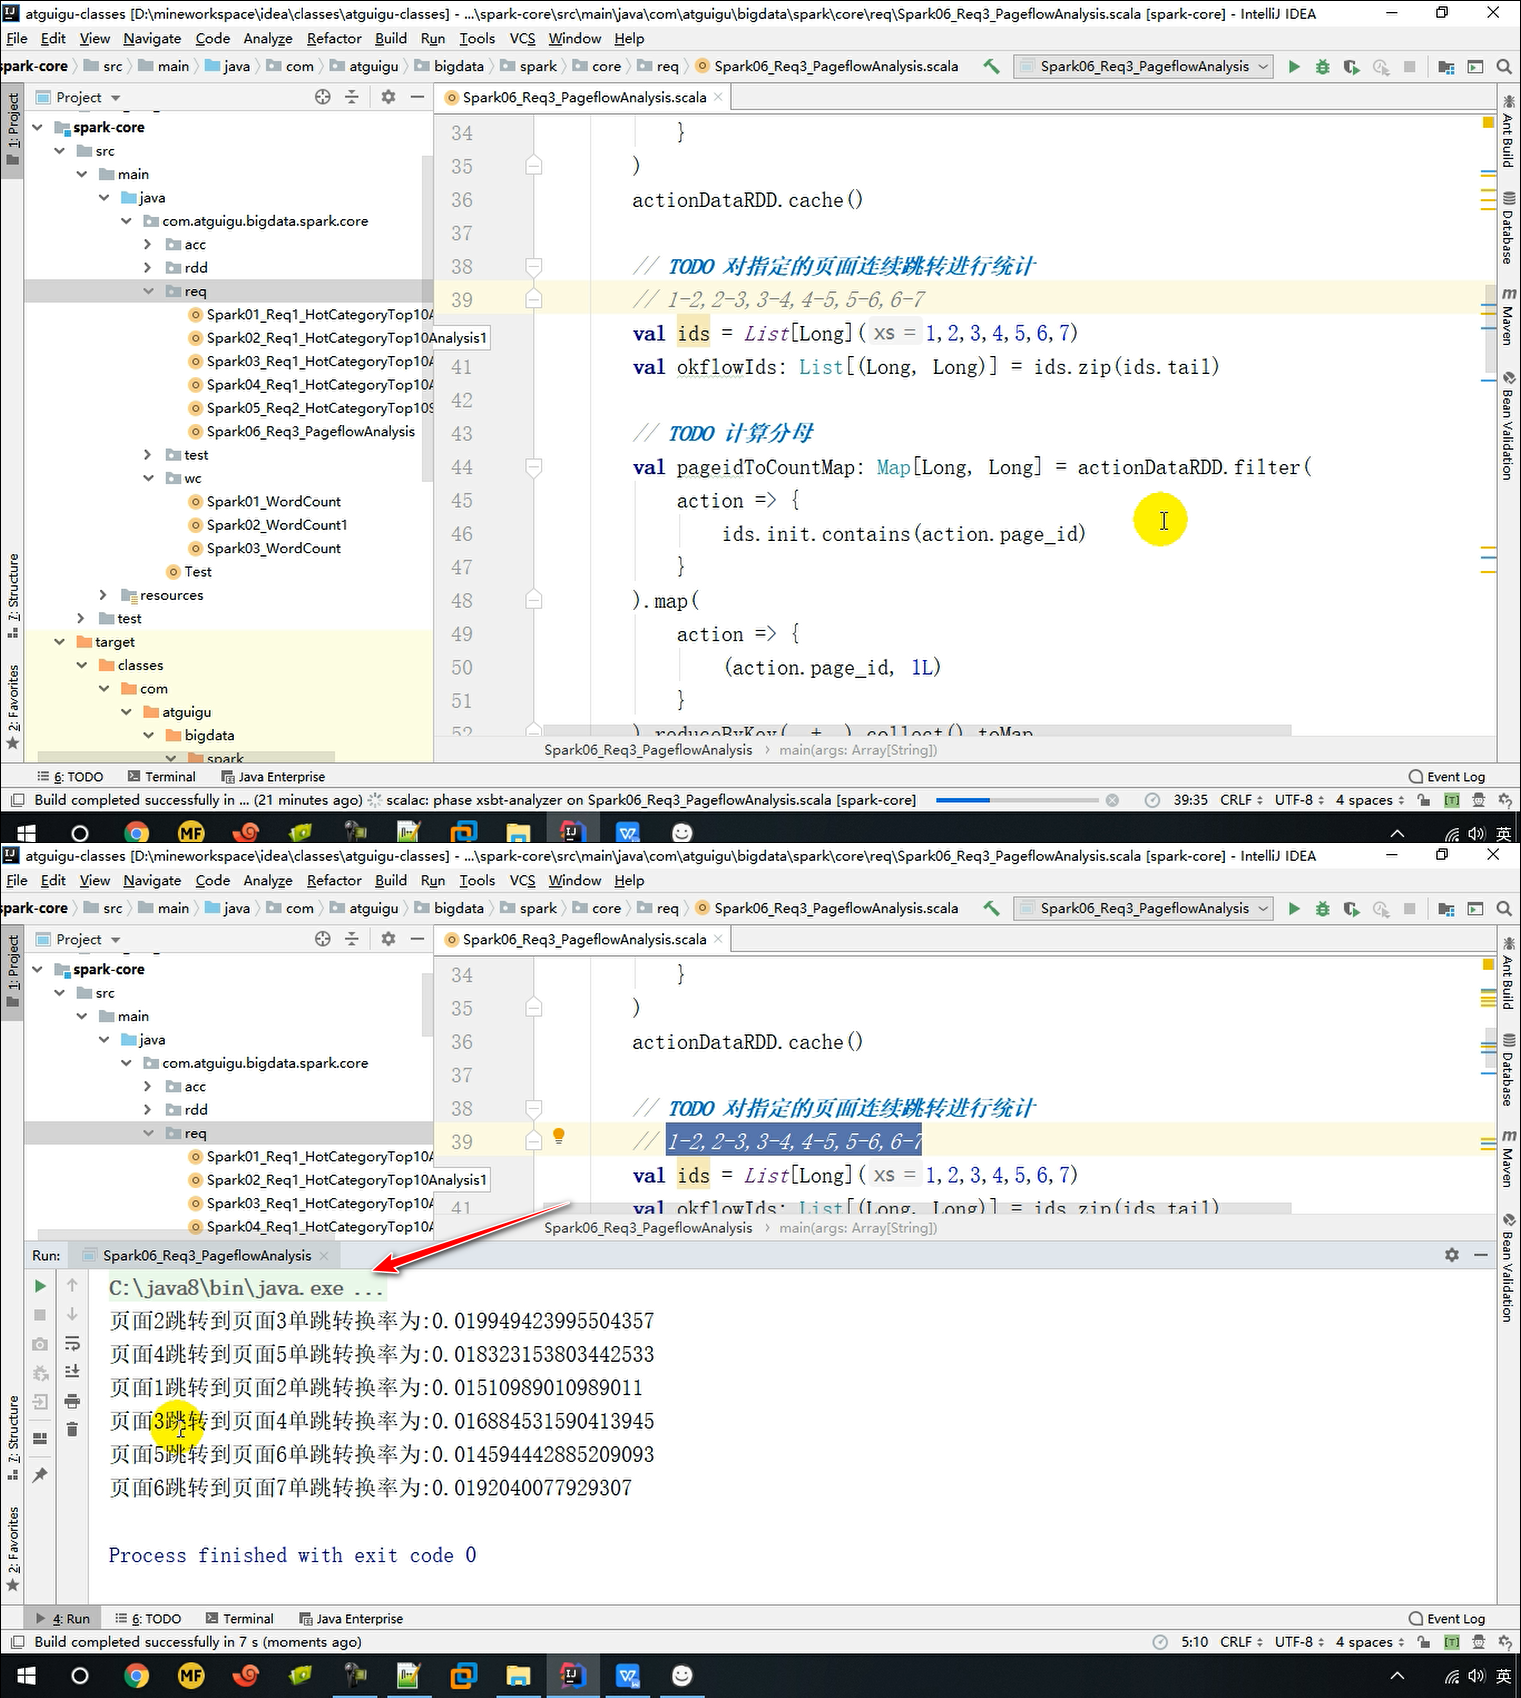 atguigu-classes [D:\mineworkspace\idea\classes\atguigu-classes] - ...\spark-core\src\main\java\com\atguigu\bigdata\spark\core\req\Spark06_Req3_PageflowAnalysis.scala [spark-core] - IntelliJ IDEA
File Edit View Navigate Code Analyze Refactor Build Run Tools VCS Window Help
spark-core src main java com atguigu bigdata spark core req Spark06_Req3_PageflowAnalysis.scala Spark06_Req3_PageflowAnalysis
1: Project
Project
Spark06_Req3_PageflowAnalysis.scala
spark-core
src
main
java
com.atguigu.bigdata.spark.core
acc
rdd
req
Spark01_Req1_HotCategoryTop10A
Spark02_Req1_HotCategoryTop10Analysis1
Spark03_Req1_HotCategoryTop10A
Spark04_Req1_HotCategoryTop10A
Spark05_Req2_HotCategoryTop10S
Spark06_Req3_PageflowAnalysis
test
wc
Spark01_WordCount
Spark02_WordCount1
Spark03_WordCount
Test
resources
test
target
classes
com
atguigu
bigdata
spark
7: Structure
2: Favorites
34 }
35 )
36 actionDataRDD.cache()
37
38 // TODO 对指定的页面连续跳转进行统计
39 // 1-2,2-3,3-4,4-5,5-6,6-7
val ids = List[Long]( xs = 1,2,3,4,5,6,7)
41 val okflowIds: List[(Long, Long)] = ids.zip(ids.tail)
42
43 // TODO 计算分母
44 val pageidToCountMap: Map[Long, Long] = actionDataRDD.filter(
45 action => {
46 ids.init.contains(action.page_id)
47 }
48 ).map(
49 action => {
50 (action.page_id, 1L)
51 }
52 ).reduceByKey(_+_).collect().toMap
Spark06_Req3_PageflowAnalysis main(args: Array[String])
Ant Build
Database
Maven
Bean Validation
6: TODO Terminal Java Enterprise Event Log
Build completed successfully in ... (21 minutes ago) scalac: phase xsbt-analyzer on Spark06_Req3_PageflowAnalysis.scala [spark-core] 39:35 CRLF UTF-8 4 spaces
英
atguigu-classes [D:\mineworkspace\idea\classes\atguigu-classes] - ...\spark-core\src\main\java\com\atguigu\bigdata\spark\core\req\Spark06_Req3_PageflowAnalysis.scala [spark-core] - IntelliJ IDEA
File Edit View Navigate Code Analyze Refactor Build Run Tools VCS Window Help
spark-core src main java com atguigu bigdata spark core req Spark06_Req3_PageflowAnalysis.scala Spark06_Req3_PageflowAnalysis
1: Project
Project
Spark06_Req3_PageflowAnalysis.scala
spark-core
src
main
java
com.atguigu.bigdata.spark.core
acc
rdd
req
Spark01_Req1_HotCategoryTop10A
Spark02_Req1_HotCategoryTop10Analysis1
Spark03_Req1_HotCategoryTop10A
Spark04_Req1_HotCategoryTop10A
34 }
35 )
36 actionDataRDD.cache()
37
38 // TODO 对指定的页面连续跳转进行统计
39 // 1-2,2-3,3-4,4-5,5-6,6-7
val ids = List[Long]( xs = 1,2,3,4,5,6,7)
41 val okflowIds: List[(Long, Long)] = ids.zip(ids.tail)
Spark06_Req3_PageflowAnalysis main(args: Array[String])
Ant Build
Database
Maven
Bean Validation
Run: Spark06_Req3_PageflowAnalysis
C:\java8\bin\java.exe ...
页面2跳转到页面3单跳转换率为:0.019949423995504357
页面4跳转到页面5单跳转换率为:0.018323153803442533
页面1跳转到页面2单跳转换率为:0.01510989010989011
页面3跳转到页面4单跳转换率为:0.016884531590413945
页面5跳转到页面6单跳转换率为:0.014594442885209093
页面6跳转到页面7单跳转换率为:0.0192040077929307
Process finished with exit code 0
7: Structure
2: Favorites
4: Run 6: TODO Terminal Java Enterprise Event Log
Build completed successfully in 7 s (moments ago) 5:10 CRLF UTF-8 4 spaces
英